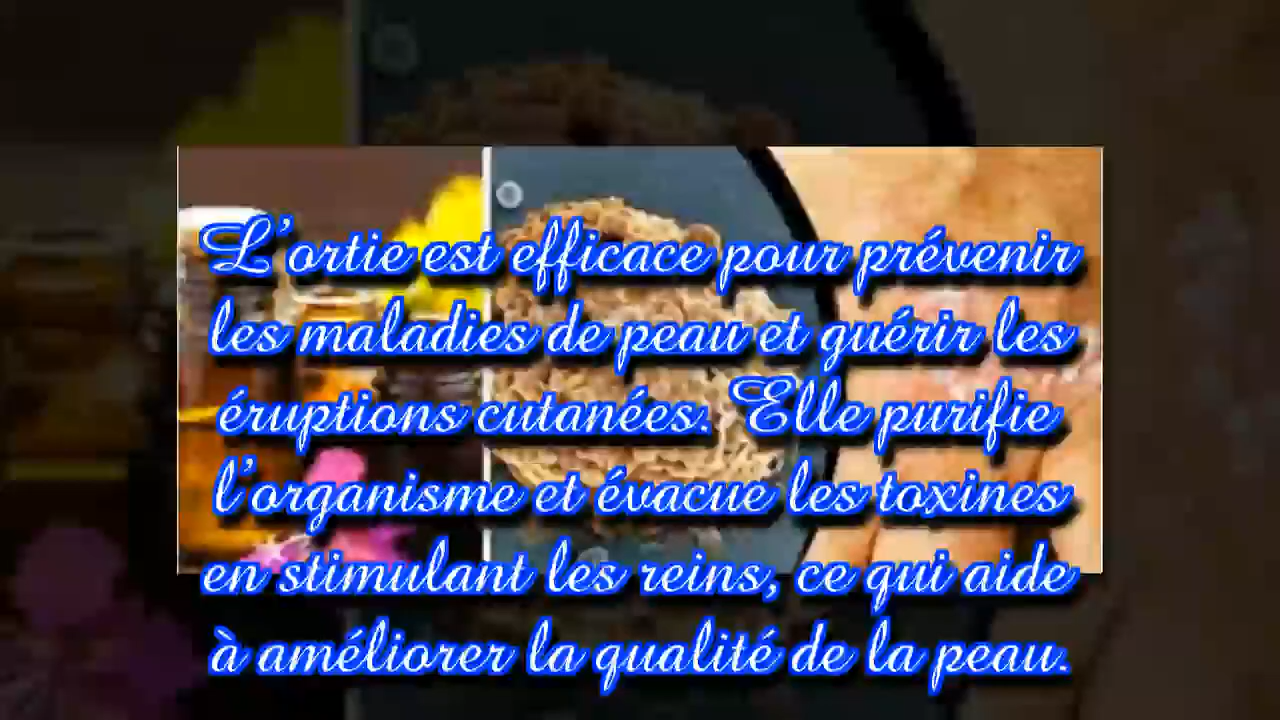 L'ortie est efficace pour prévenir
les maladies de peau et guérir les
éruptions cutanées. Elle purifie
l'organisme et évacue les toxines
en stimulant les reins, ce qui aide
à améliorer la qualité de la peau.